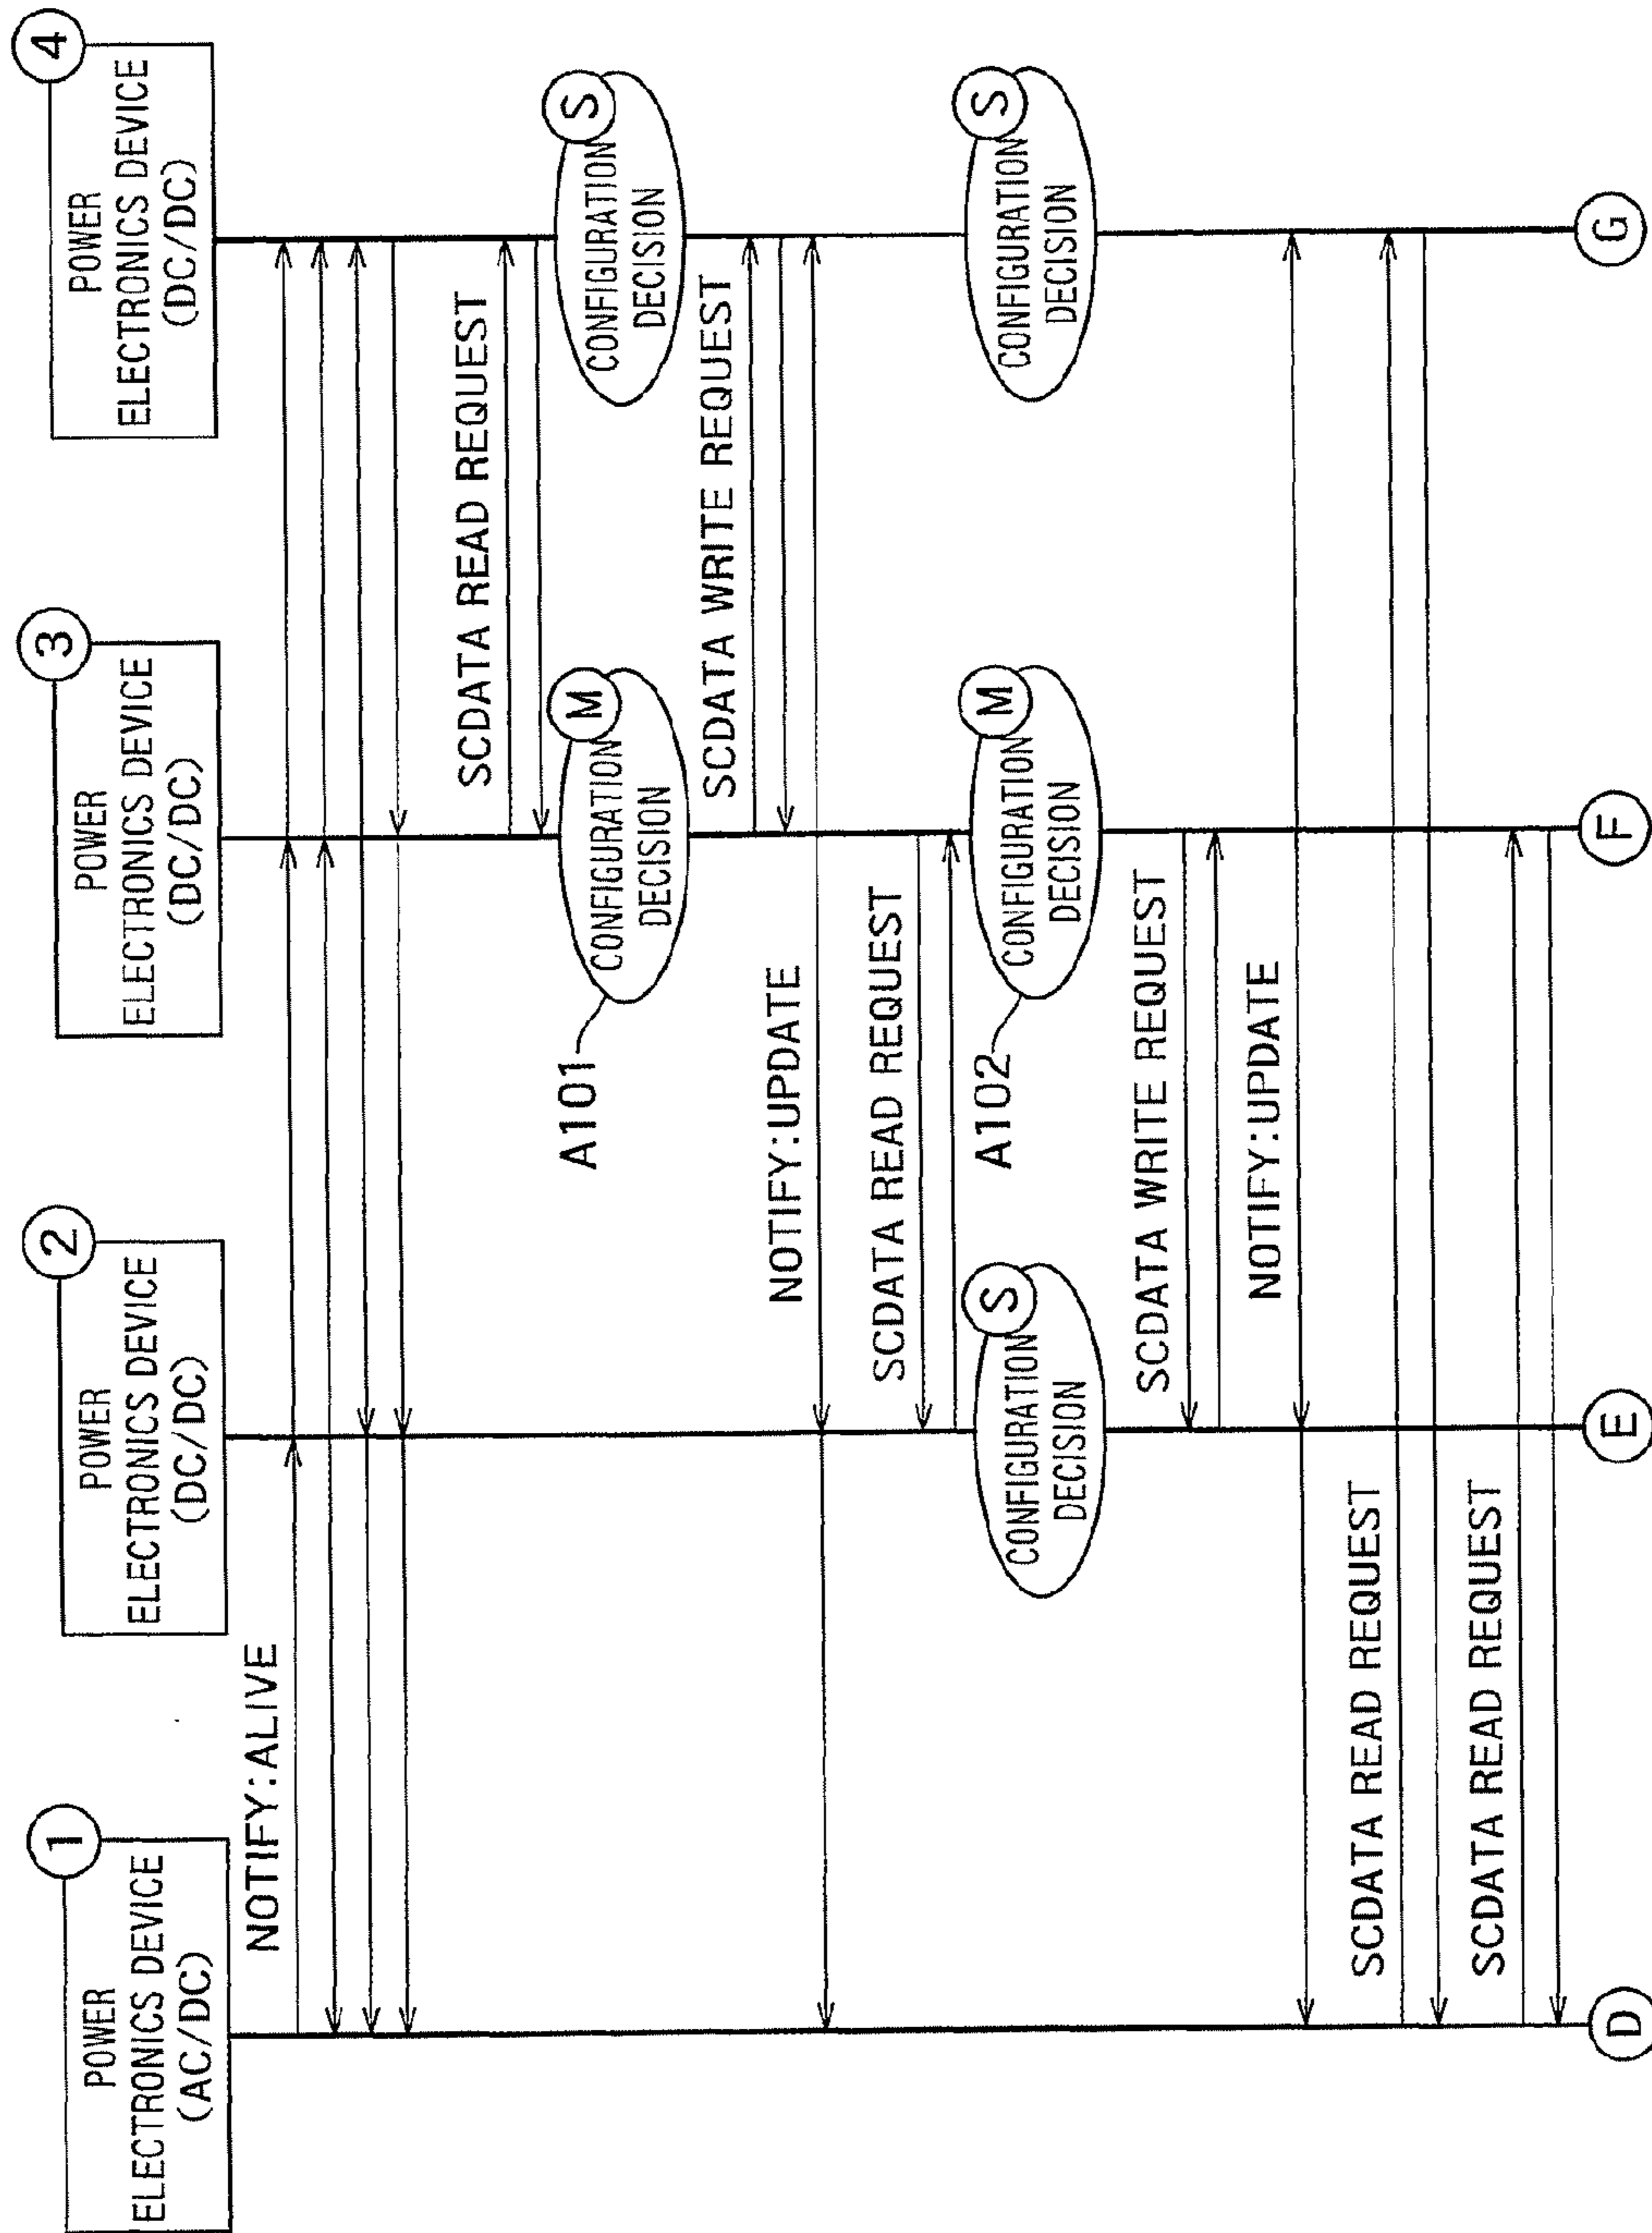 1
POWER
ELECTRONICS DEVICE
(AC/DC)
2
POWER
ELECTRONICS DEVICE
(DC/DC)
3
POWER
ELECTRONICS DEVICE
(DC/DC)
4
POWER
ELECTRONICS DEVICE
(DC/DC)
NOTIFY:ALIVE
SCDATA READ REQUEST
A101
M
CONFIGURATION
DECISION
S
CONFIGURATION
DECISION
SCDATA WRITE REQUEST
NOTIFY:UPDATE
SCDATA READ REQUEST
S
CONFIGURATION
DECISION
A102
M
CONFIGURATION
DECISION
S
CONFIGURATION
DECISION
SCDATA WRITE REQUEST
NOTIFY:UPDATE
SCDATA READ REQUEST
SCDATA READ REQUEST
D
E
F
G